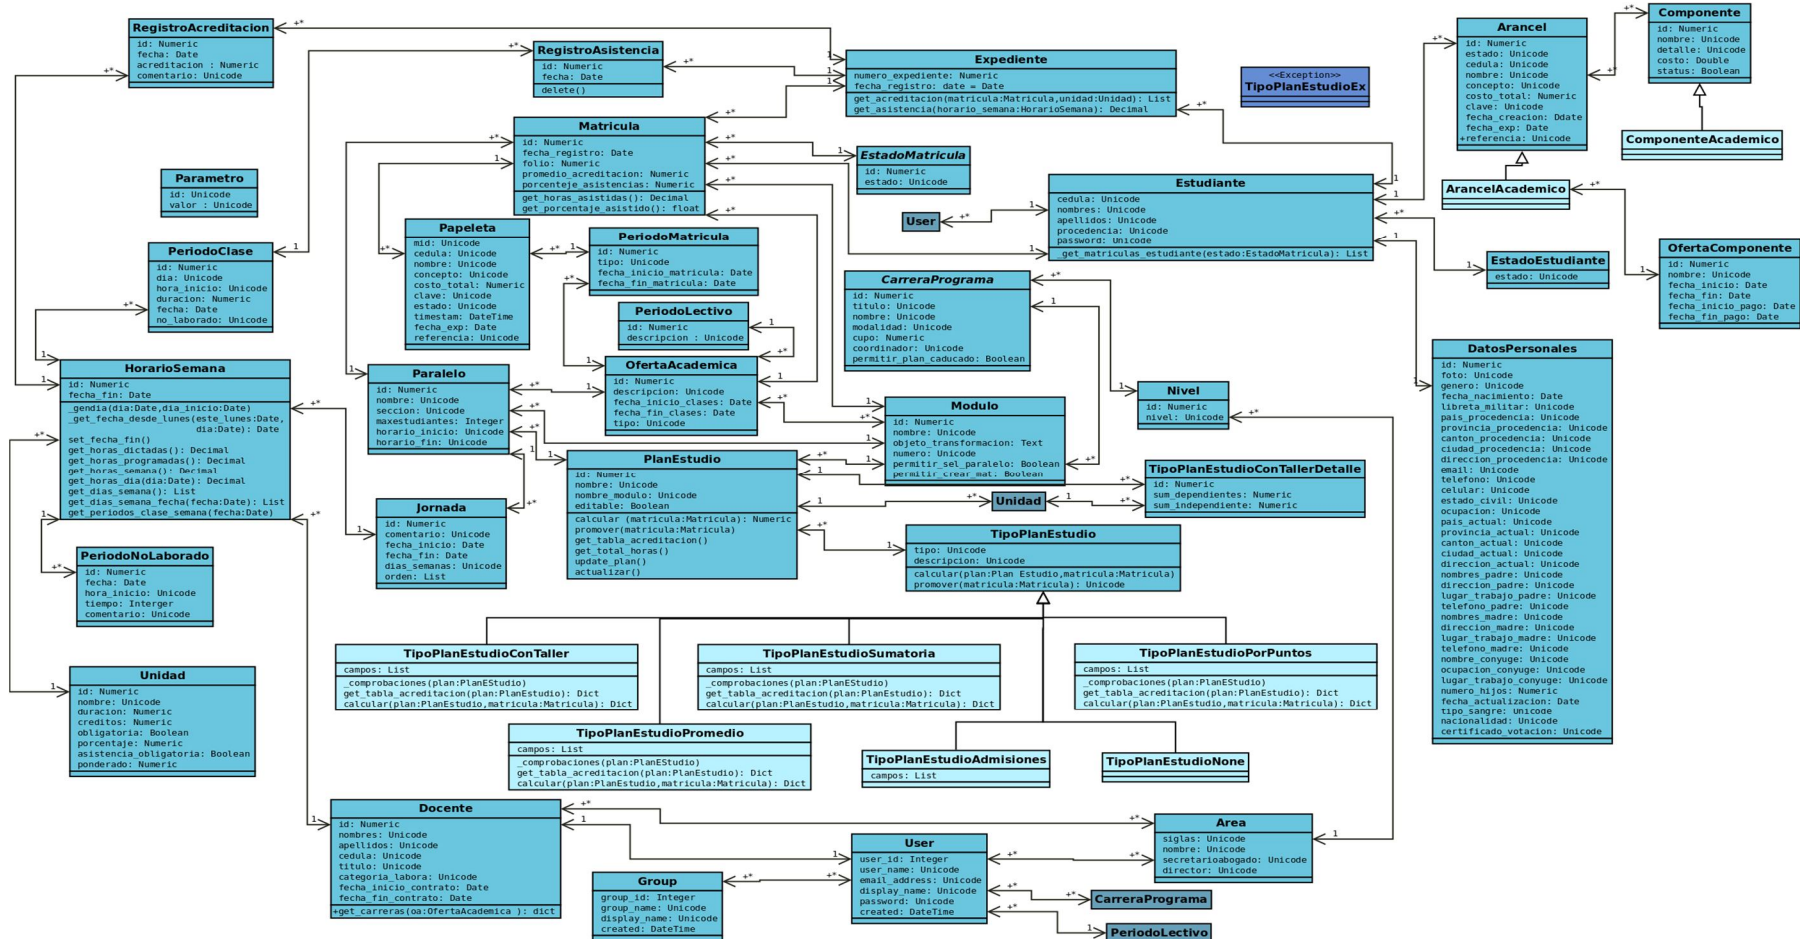 RegistroAcreditacion
id: Numeric
fecha: Date
acreditacion : Numeric
comentario: Unicode
RegistroAsistencia
id: Numeric
fecha: Date
delete()
Expediente
numero_expediente: Numeric
fecha_registro: date = Date
get_acreditacion(matricula:Matricula,unidad:Unidad): List
get_asistencia(horario_semana:HorarioSemana): Decimal
<<Exception>>
TipoPlanEstudioEx
Arancel
id: Numeric
estado: Unicode
cedula: Unicode
nombre: Unicode
concepto: Unicode
costo_total: Numeric
clave: Unicode
fecha_creacion: Ddate
fecha_exp: Date
+referencia: Unicode
Componente
id: Numeric
nombre: Unicode
detalle: Unicode
costo: Double
status: Boolean
ComponenteAcademico
ArancelAcademico
OfertaComponente
id: Numeric
nombre: Unicode
fecha_inicio: Date
fecha_fin: Date
fecha_inicio_pago: Date
fecha_fin_pago: Date
Matricula
id: Numeric
fecha_registro: Date
folio: Numeric
promedio_acreditacion: Numeric
porcenteje_asistencias: Numeric
get_horas_asistidas(): Decimal
get_porcentaje_asistido(): float
EstadoMatricula
id: Numeric
estado: Unicode
User
Estudiante
cedula: Unicode
nombres: Unicode
apellidos: Unicode
procedencia: Unicode
password: Unicode
_get_matriculas_estudiante(estado:EstadoMatricula): List
EstadoEstudiante
estado: Unicode
Parametro
id: Unicode
valor : Unicode
PeriodoClase
id: Numeric
dia: Unicode
hora_inicio: Unicode
duracion: Numeric
fecha: Date
no_laborado: Unicode
Papeleta
mid: Unicode
cedula: Unicode
nombre: Unicode
concepto: Unicode
costo_total: Numeric
clave: Unicode
estado: Unicode
timestam: DateTime
fecha_exp: Date
referencia: Unicode
PeriodoMatricula
id: Numeric
tipo: Unicode
fecha_inicio_matricula: Date
fecha_fin_matricula: Date
PeriodoLectivo
id: Numeric
descripcion : Unicode
CarreraPrograma
id: Numeric
titulo: Unicode
nombre: Unicode
modalidad: Unicode
cupo: Numeric
coordinador: Unicode
permitir_plan_caducado: Boolean
DatosPersonales
id: Numeric
foto: Unicode
genero: Unicode
fecha_nacimiento: Date
libreta_militar: Unicode
pais_procedencia: Unicode
provincia_procedencia: Unicode
canton_procedencia: Unicode
ciudad_procedencia: Unicode
direccion_procedencia: Unicode
email: Unicode
telefono: Unicode
celular: Unicode
estado_civil: Unicode
ocupacion: Unicode
pais_actual: Unicode
provincia_actual: Unicode
canton_actual: Unicode
ciudad_actual: Unicode
direccion_actual: Unicode
nombres_padre: Unicode
direccion_padre: Unicode
lugar_trabajo_padre: Unicode
telefono_padre: Unicode
nombres_madre: Unicode
direccion_madre: Unicode
lugar_trabajo_madre: Unicode
telefono_madre: Unicode
nombre_conyuge: Unicode
ocupacion_conyuge: Unicode
lugar_trabajo_conyuge: Unicode
numero_hijos: Numeric
fecha_actualizacion: Date
tipo_sangre: Unicode
nacionalidad: Unicode
certificado_votacion: Unicode
HorarioSemana
id: Numeric
fecha_fin: Date
_gendia(dia:Date,dia_inicio:Date)
_get_fecha_desde_lunes(este_lunes:Date,
dia:Date): Date
set_fecha_fin()
get_horas_dictadas(): Decimal
get_horas_programadas(): Decimal
get_horas_semana(): Decimal
get_horas_dia(dia:Date): Decimal
get_dias_semana(): List
get_dias_semana_fecha(fecha:Date): List
get_periodos_clase_semana(fecha:Date)
Paralelo
id: Numeric
nombre: Unicode
seccion: Unicode
maxestudiantes: Integer
horario_inicio: Unicode
horario_fin: Unicode
OfertaAcademica
id: Numeric
descripcion: Unicode
fecha_inicio_clases: Date
fecha_fin_clases: Date
tipo: Unicode
Modulo
id: Numeric
nombre: Unicode
objeto_transformacion: Text
numero: Unicode
permitir_sel_paralelo: Boolean
permitir_crear_mat: Boolean
Nivel
id: Numeric
nivel: Unicode
PlanEstudio
id: Numeric
nombre: Unicode
nombre_modulo: Unicode
editable: Boolean
calcular (matricula:Matricula): Numeric
promover(matricula:Matricula)
get_tabla_acreditacion()
get_total_horas()
update_plan()
actualizar()
Unidad
TipoPlanEstudioConTallerDetalle
id: Numeric
sum_dependientes: Numeric
sum_independiente: Numeric
Jornada
id: Numeric
comentario: Unicode
fecha_inicio: Date
fecha_fin: Date
dias_semanas: Unicode
orden: List
TipoPlanEstudio
tipo: Unicode
descripcion: Unicode
calcular(plan:Plan Estudio,matricula:Matricula)
promover(matricula:Matricula): Unicode
PeriodoNoLaborado
id: Numeric
fecha: Date
hora_inicio: Unicode
tiempo: Interger
comentario: Unicode
Unidad
id: Numeric
nombre: Unicode
duracion: Numeric
creditos: Numeric
obligatoria: Boolean
porcentaje: Numeric
asistencia_obligatoria: Boolean
ponderado: Numeric
TipoPlanEstudioConTaller
campos: List
_comprobaciones(plan:PlanEStudio)
get_tabla_acreditacion(plan:PlanEstudio): Dict
calcular(plan:PlanEstudio,matricula:Matricula): Dict
TipoPlanEstudioSumatoria
campos: List
_comprobaciones(plan:PlanEStudio)
get_tabla_acreditacion(plan:PlanEstudio): Dict
calcular(plan:PlanEstudio,matricula:Matricula): Dict
TipoPlanEstudioPorPuntos
campos: List
_comprobaciones(plan:PlanEStudio)
get_tabla_acreditacion(plan:PlanEstudio): Dict
calcular(plan:PlanEstudio,matricula:Matricula): Dict
TipoPlanEstudioPromedio
campos: List
_comprobaciones(plan:PlanEStudio)
get_tabla_acreditacion(plan:PlanEstudio): Dict
calcular(plan:PlanEstudio,matricula:Matricula): Dict
TipoPlanEstudioAdmisiones
campos: List
TipoPlanEstudioNone
Docente
id: Numeric
nombres: Unicode
apellidos: Unicode
cedula: Unicode
titulo: Unicode
categoria_labora: Unicode
fecha_inicio_contrato: Date
fecha_fin_contrato: Date
+get_carreres(oa:OfertaAcademica ): dict
Group
group_id: Integer
group_name: Unicode
display_name: Unicode
created: DateTime
User
user_id: Integer
user_name: Unicode
email_address: Unicode
display_name: Unicode
password: Unicode
created: DateTime
Area
siglas: Unicode
nombre: Unicode
secretarioabogado: Unicode
director: Unicode
CarreraPrograma
PeriodoLectivo